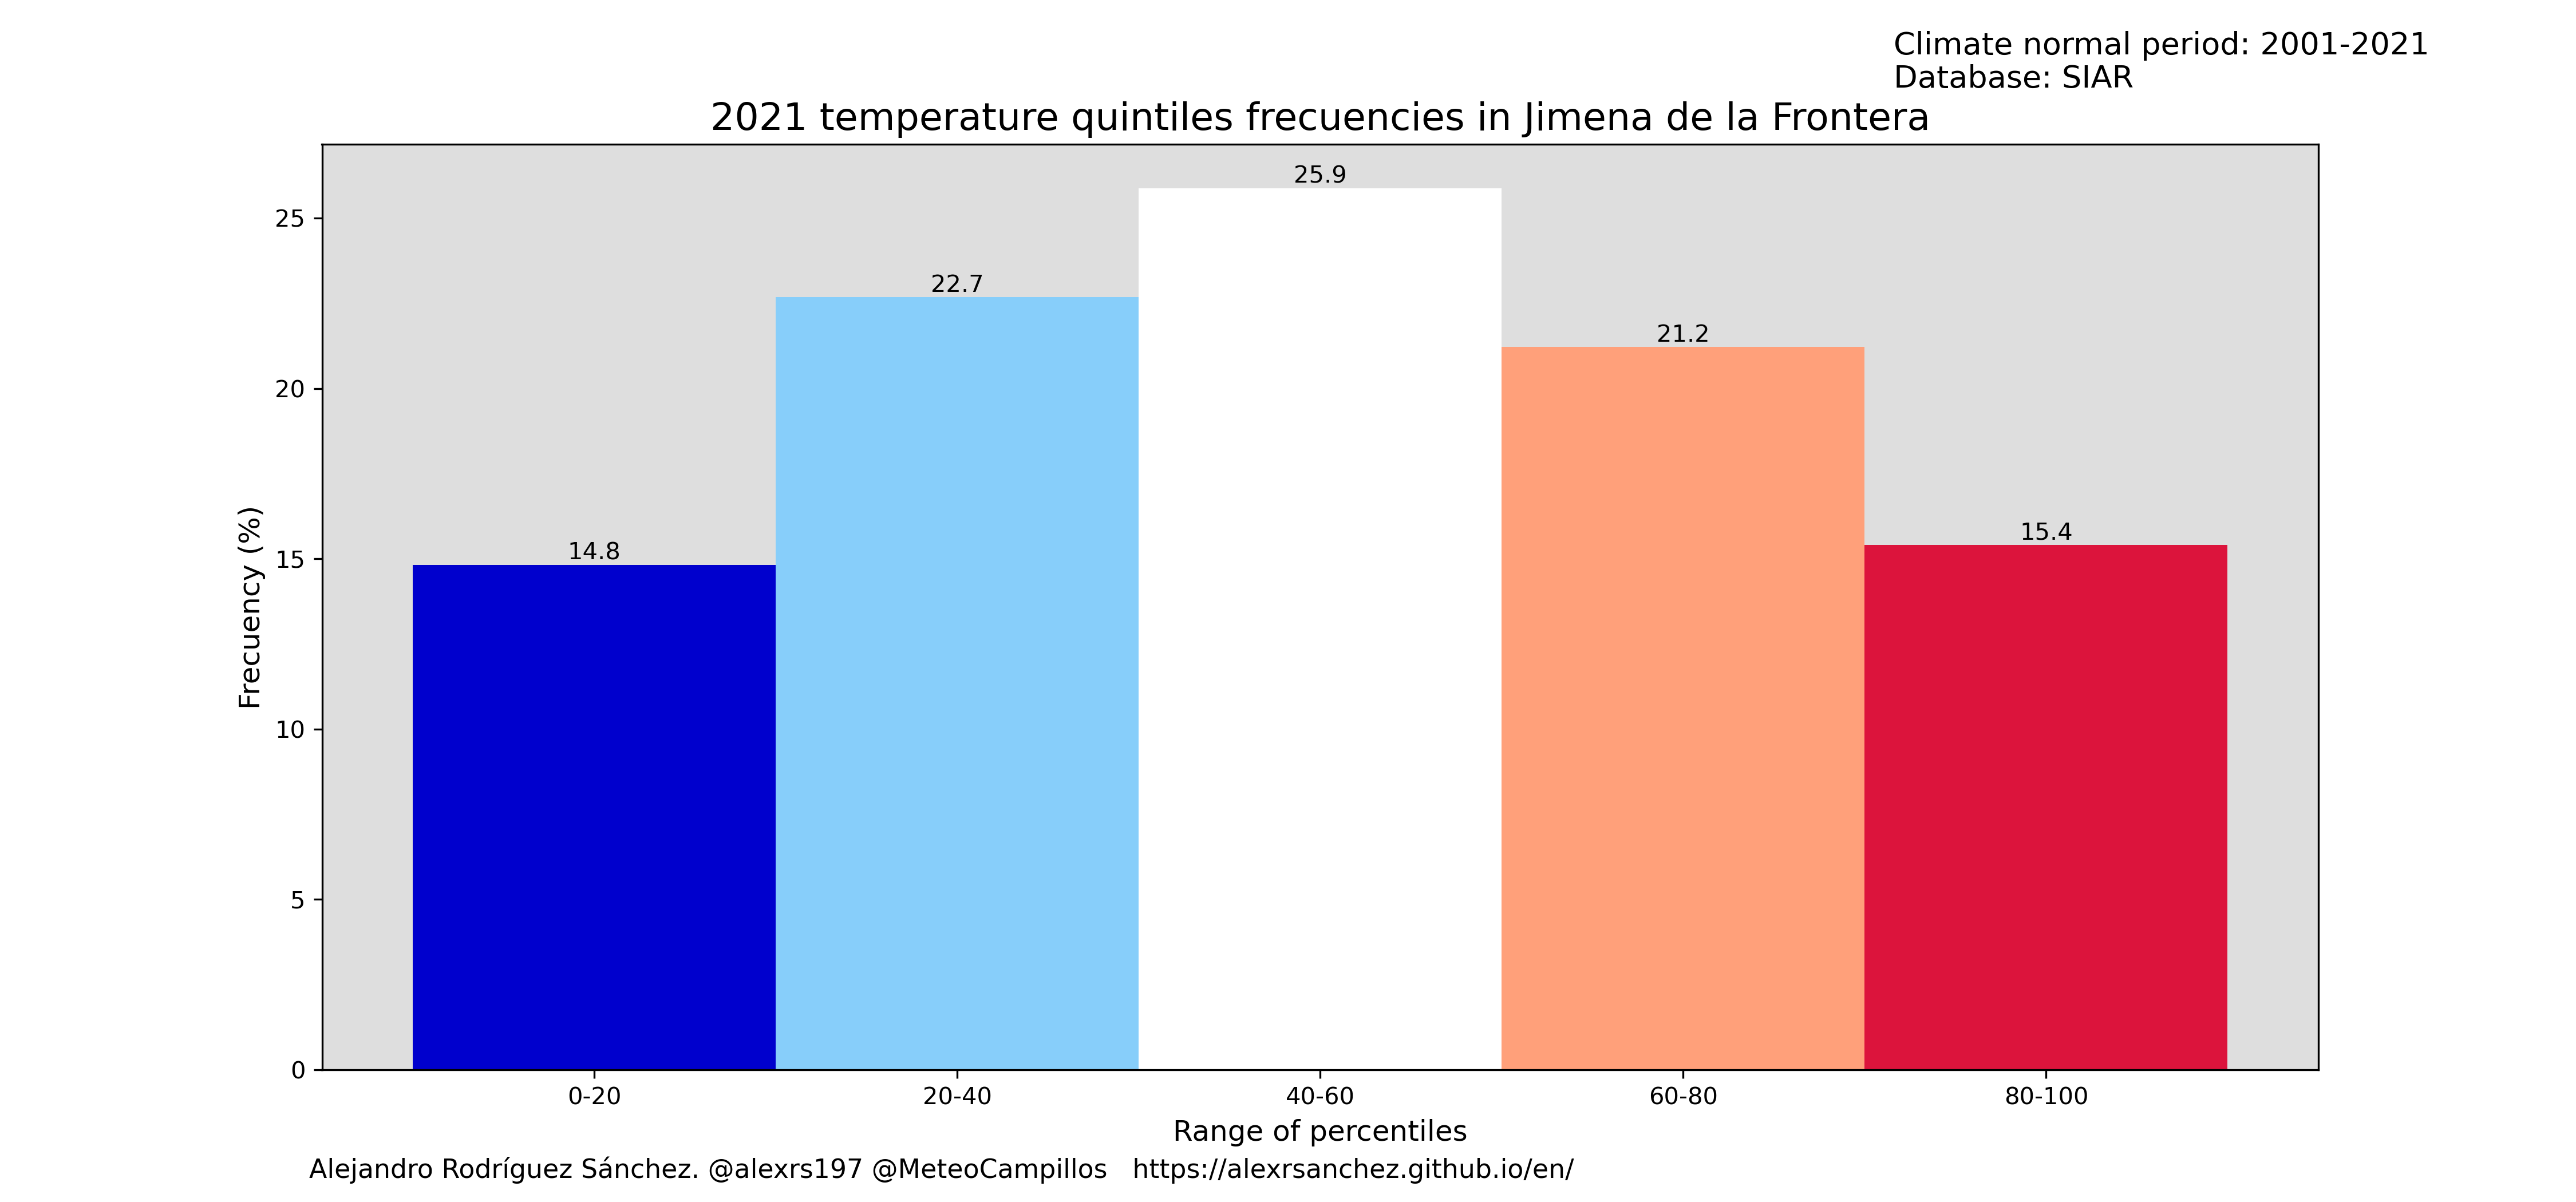 Climate normal period: 2001-2021
Database: SIAR
2021 temperature quintiles frecuencies in Jimena de la Frontera
25.9
25
22.7
21.2
20
15.4
14.8
15
Frecuency (%)
10
5
0
0-20 20-40 40-60 60-80 80-100
Range of percentiles
Alejandro Rodríguez Sánchez. @alexrs197 @MeteoCampillos https://alexrsanchez.github.io/en/